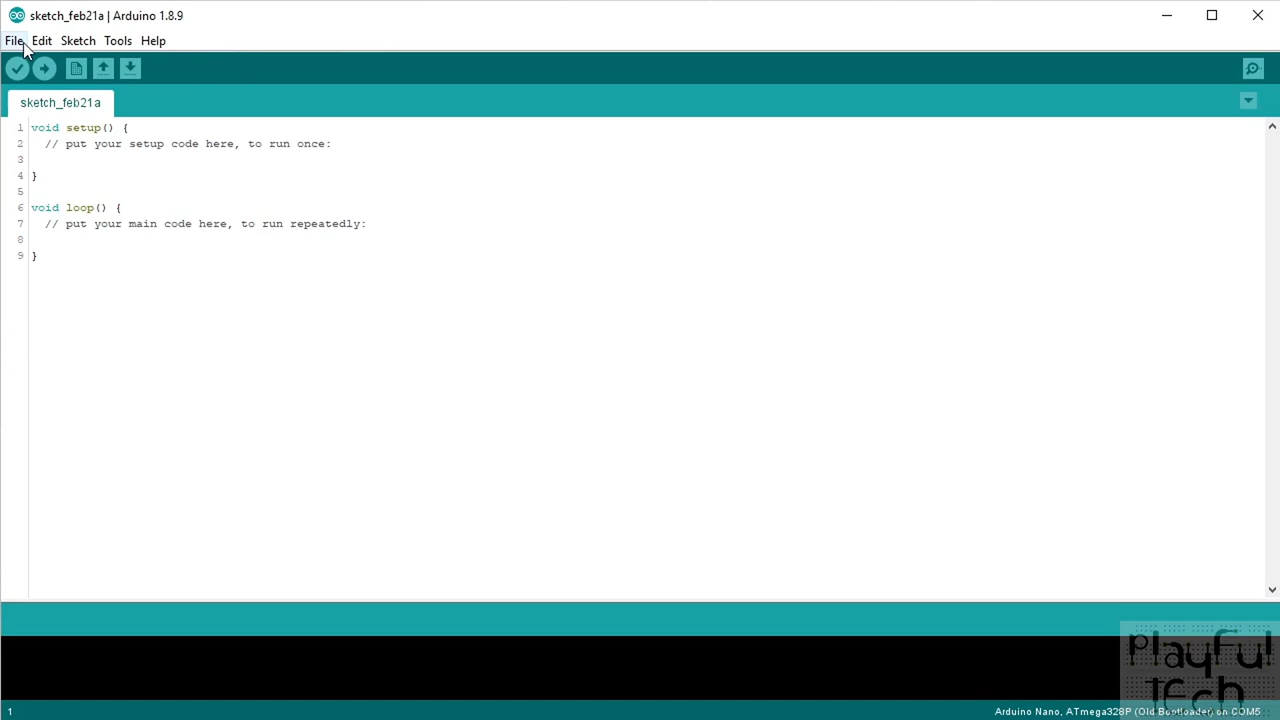 sketch_feb21a | Arduino 1.8.9
File Edit Sketch Tools Help
sketch_feb21a
1 void setup() {
2 // put your setup code here, to run once:
3
4 }
5
6 void loop() {
7 // put your main code here, to run repeatedly:
8
9 }
PlayFul
tEch
1 Arduino Nano, ATmega328P (Old Bootloader) on COM5